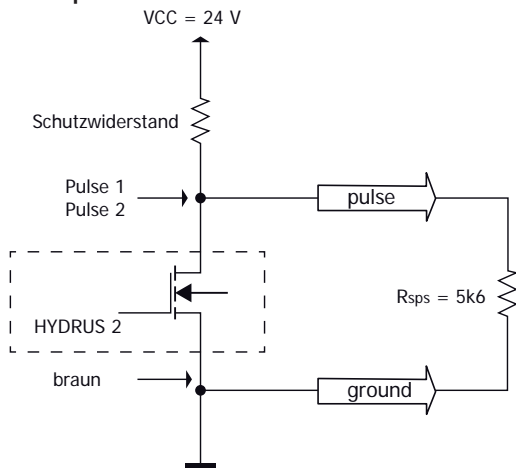 VCC = 24 V
Schutzwiderstand
Pulse 1
Pulse 2
pulse
Rsps = 5k6
HYDRUS 2
braun
ground